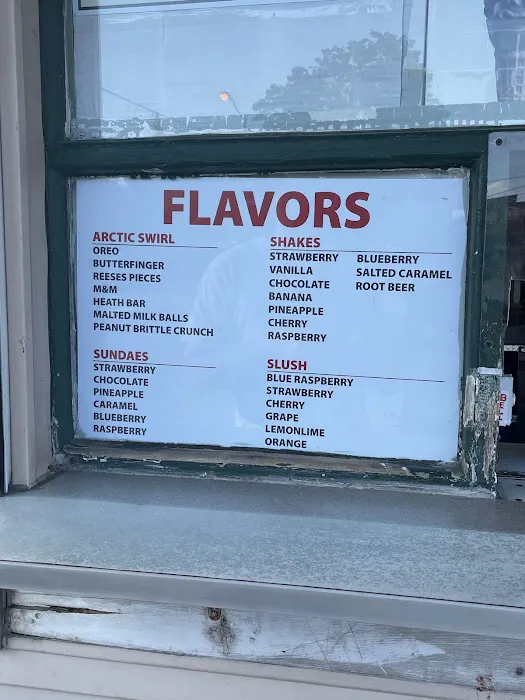 FLAVORS
ARCTIC SWIRL
OREO
BUTTERFINGER
REESES PIECES
M&M
HEATH BAR
MALTED MILK BALLS
PEANUT BRITTLE CRUNCH
SHAKES
STRAWBERRY
VANILLA
CHOCOLATE
BANANA
PINEAPPLE
CHERRY
RASPBERRY
BLUEBERRY
SALTED CARAMEL
ROOT BEER
SUNDAES
STRAWBERRY
CHOCOLATE
PINEAPPLE
CARAMEL
BLUEBERRY
RASPBERRY
SLUSH
BLUE RASPBERRY
STRAWBERRY
CHERRY
GRAPE
LEMONLIME
ORANGE